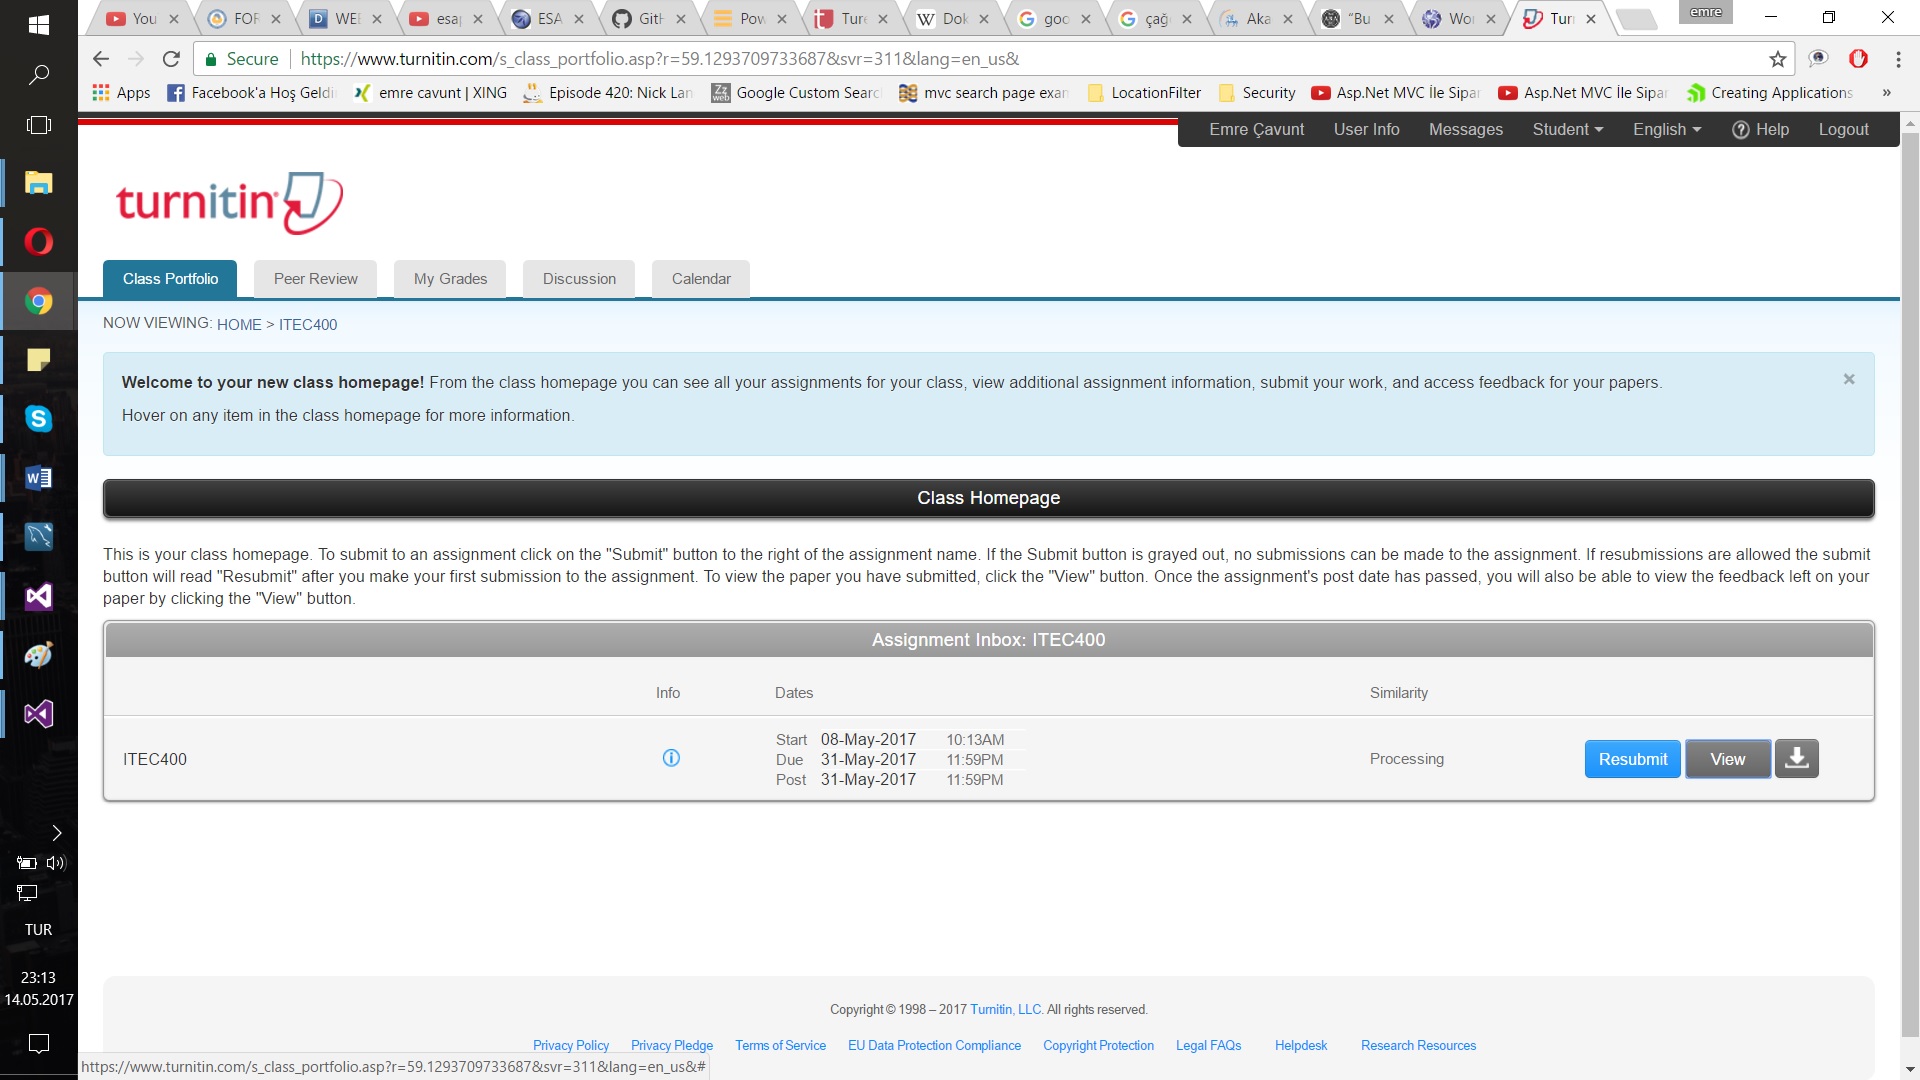 You
FOR
WEB
esap
ESA
GitH
Pow
Ture
Dok
goo
çağ
Aka
"Bu
Wor
Turn
emre
Secure
https://www.turnitin.com/s_class_portfolio.asp?r=59.1293709733687&svr=311&lang=en_us&
Apps
Facebook'a Hoş Geldi
emre cavunt | XING
Episode 420: Nick Lan
Google Custom Searc
mvc search page exam
LocationFilter
Security
Asp.Net MVC İle Sipar
Asp.Net MVC İle Sipar
Creating Applications
»
Emre Çavunt User Info Messages Student English Help Logout
turnitin
Class Portfolio Peer Review My Grades Discussion Calendar
NOW VIEWING: HOME > ITEC400
Welcome to your new class homepage! From the class homepage you can see all your assignments for your class, view additional assignment information, submit your work, and access feedback for your papers.
Hover on any item in the class homepage for more information.
Class Homepage
This is your class homepage. To submit to an assignment click on the "Submit" button to the right of the assignment name. If the Submit button is grayed out, no submissions can be made to the assignment. If resubmissions are allowed the submit
button will read "Resubmit" after you make your first submission to the assignment. To view the paper you have submitted, click the "View" button. Once the assignment's post date has passed, you will also be able to view the feedback left on your
paper by clicking the "View" button.
Assignment Inbox: ITEC400
Info Dates Similarity
ITEC400
Start 08-May-2017 10:13AM
Due 31-May-2017 11:59PM
Post 31-May-2017 11:59PM
Processing
Resubmit View
TUR
23:13
14.05.2017
Copyright © 1998 – 2017 Turnitin, LLC. All rights reserved.
Privacy Policy Privacy Pledge Terms of Service EU Data Protection Compliance Copyright Protection Legal FAQs Helpdesk Research Resources
https://www.turnitin.com/s_class_portfolio.asp?r=59.1293709733687&svr=311&lang=en_us&#